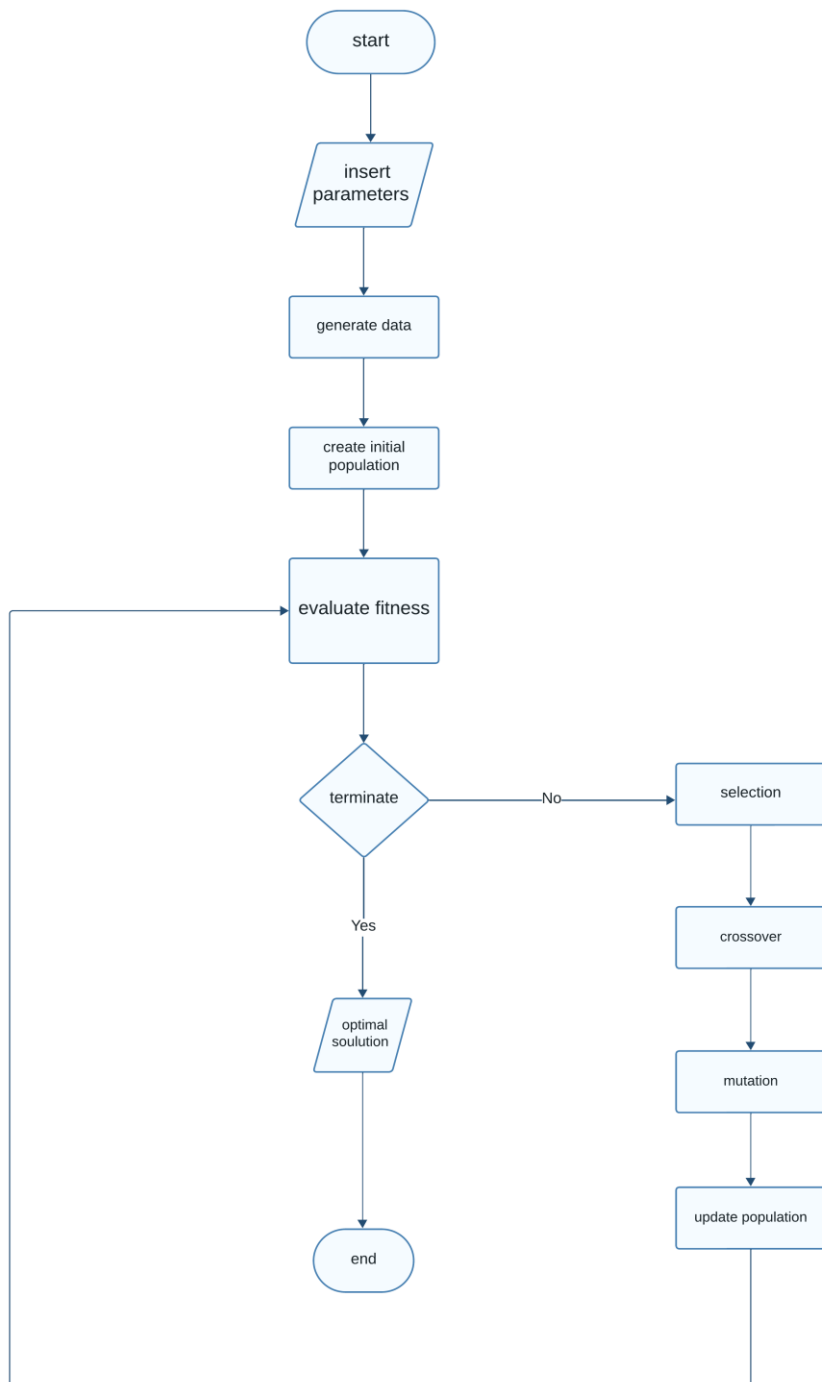 start
insert
parameters
generate data
create initial
population
evaluate fitness
terminate
No
selection
crossover
mutation
update population
Yes
optimal
soulution
end